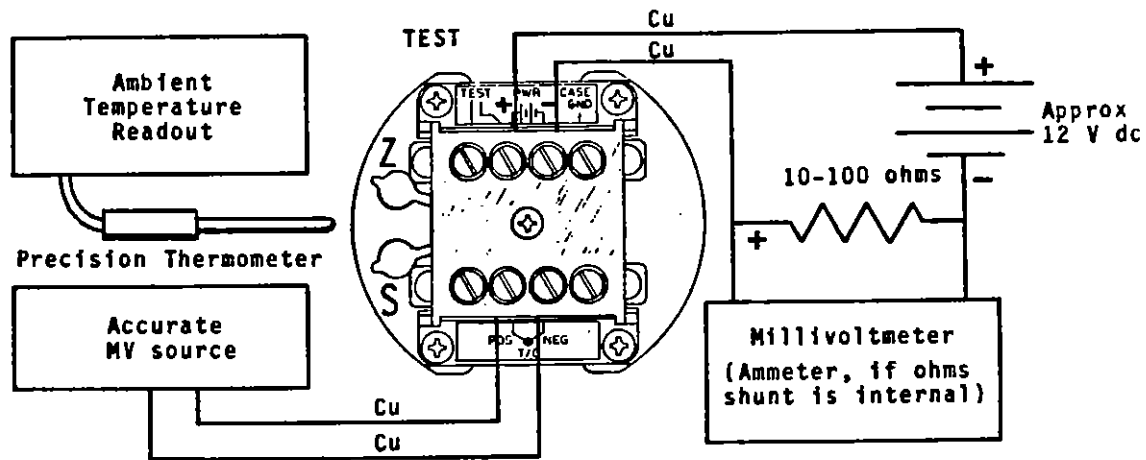 Cu
TEST
Cu
Ambient
Temperature
Readout
TEST + PWR - CASE
GND
+
Approx
12 V dc
-
Z
10-100 ohms
+
Precision Thermometer
S
Accurate
MV source
POS NEG
T/C
Millivoltmeter
(Ammeter, if ohms
shunt is internal)
Cu
Cu